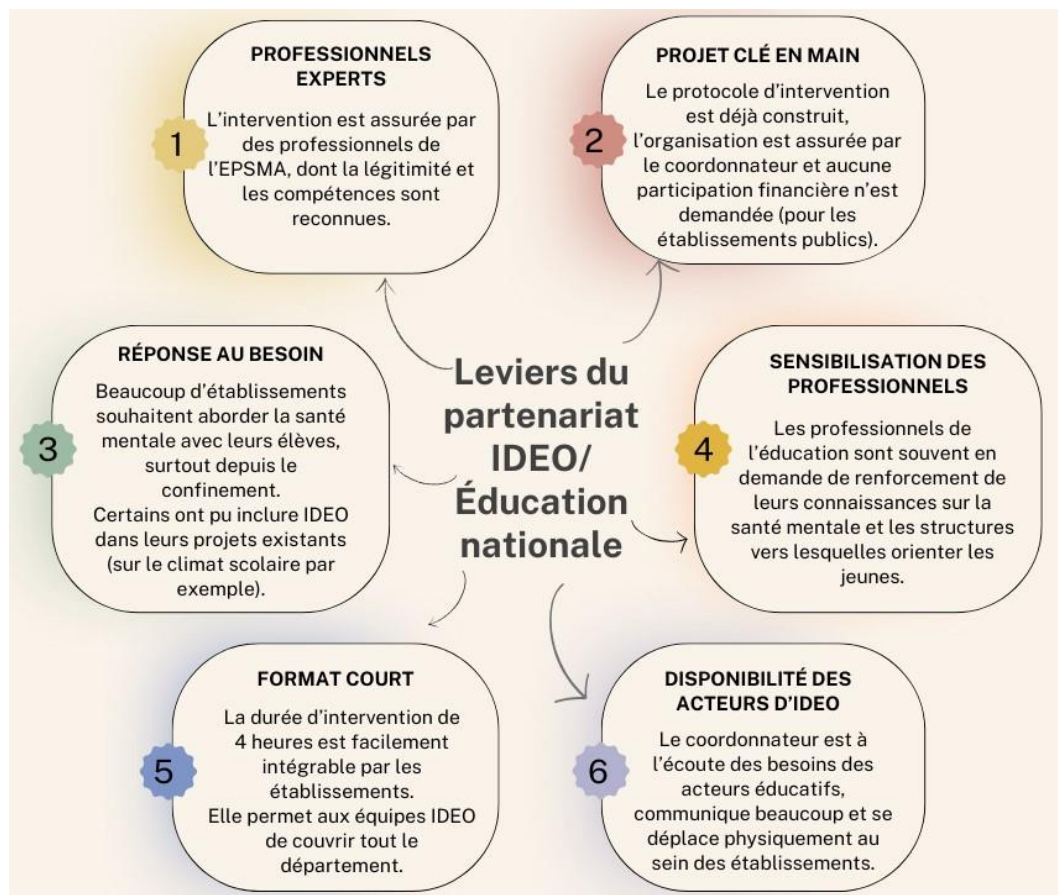 PROFESSIONNELS
EXPERTS
1
L'intervention est assurée par
des professionnels de
l'EPSMA, dont la légitimité et
les compétences sont
reconnues.
PROJET CLÉ EN MAIN
2
Le protocole d'intervention
est déjà construit,
l'organisation est assurée par
le coordonnateur et aucune
participation financière n'est
demandée (pour les
établissements publics).
Leviers du
partenariat
IDEO/
Éducation
nationale
RÉPONSE AU BESOIN
3
Beaucoup d'établissements
souhaitent aborder la santé
mentale avec leurs élèves,
surtout depuis le
confinement.
Certains ont pu inclure IDEO
dans leurs projets existants
(sur le climat scolaire par
exemple).
SENSIBILISATION DES
PROFESSIONNELS
4
Les professionnels de
l'éducation sont souvent en
demande de renforcement de
leurs connaissances sur la
santé mentale et les structures
vers lesquelles orienter les
jeunes.
FORMAT COURT
5
La durée d'intervention de
4 heures est facilement
intégrable par les
établissements.
Elle permet aux équipes IDEO
de couvrir tout le
département.
DISPONIBILITÉ DES
ACTEURS D'IDEO
6
Le coordonnateur est à
l'écoute des besoins des
acteurs éducatifs,
communique beaucoup et se
déplace physiquement au
sein des établissements.